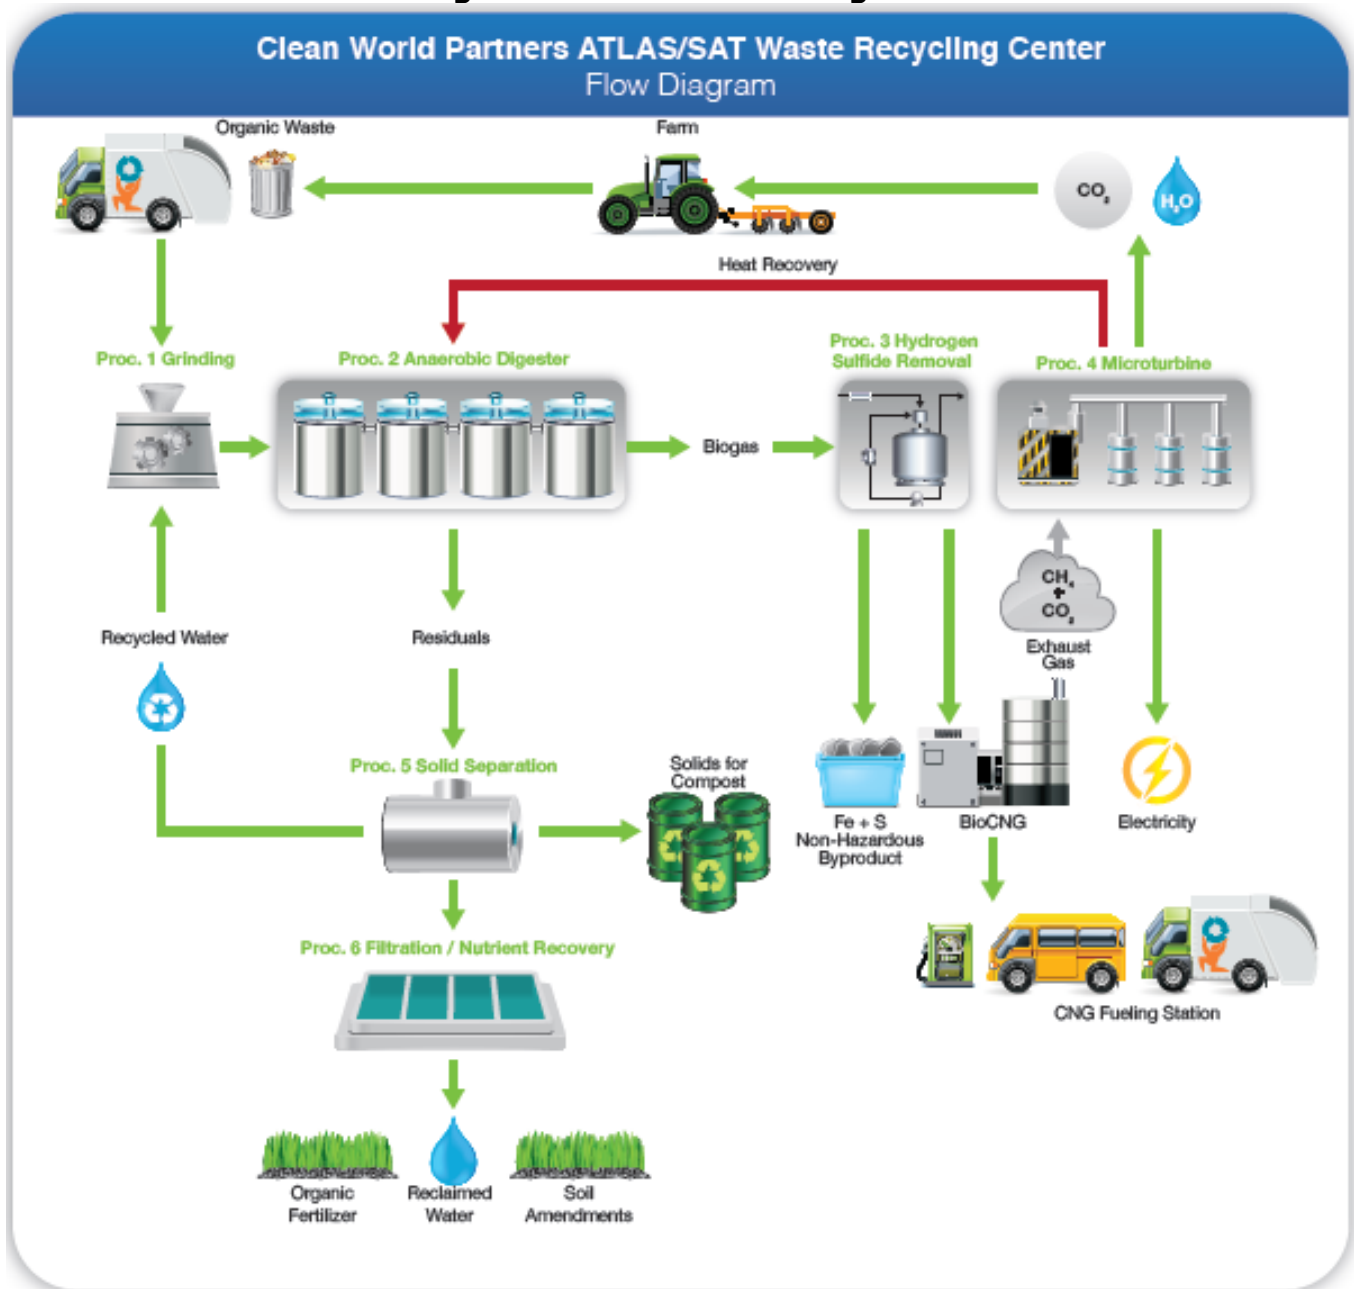 Clean World Partners ATLAS/SAT Waste Recycling Center
Flow Diagram
Organic Waste
Farm
CO2
H2O
Heat Recovery
Proc. 1 Grinding
Proc. 2 Anaerobic Digester
Proc. 3 Hydrogen
Sulfide Removal
Proc. 4 Microturbine
Biogas
CH4
+
CO2
Exhaust
Gas
Recycled Water
Residuals
Proc. 5 Solid Separation
Solids for
Compost
Fe + S
Non-Hazardous
Byproduct
BioCNG
Electricity
Proc. 6 Filtration / Nutrient Recovery
CNG Fueling Station
Organic
Fertilizer
Reclaimed
Water
Soil
Amendments